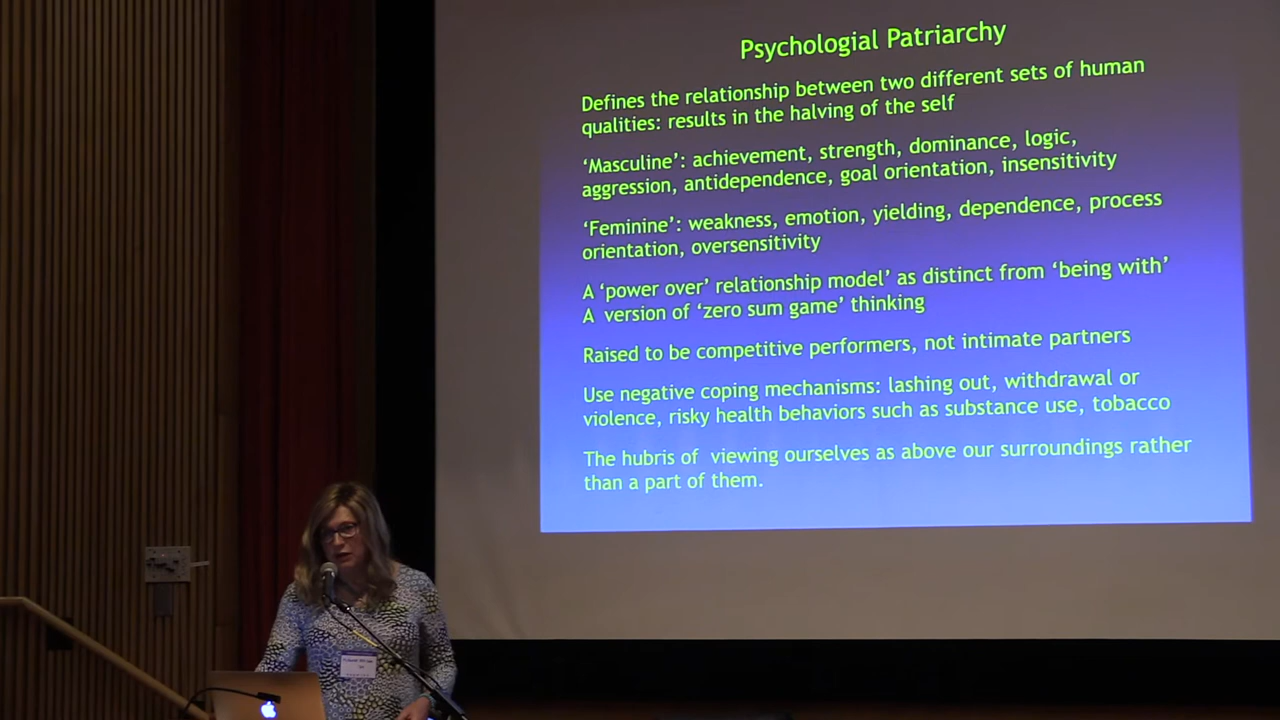 Psychologial Patriarchy
Defines the relationship between two different sets of human
qualities: results in the halving of the self
‘Masculine’: achievement, strength, dominance, logic,
aggression, antidependence, goal orientation, insensitivity
‘Feminine’: weakness, emotion, yielding, dependence, process
orientation, oversensitivity
A ‘power over’ relationship model’ as distinct from ‘being with’
A version of ‘zero sum game’ thinking
Raised to be competitive performers, not intimate partners
Use negative coping mechanisms: lashing out, withdrawal or
violence, risky health behaviors such as substance use, tobacco
The hubris of viewing ourselves as above our surroundings rather
than a part of them.